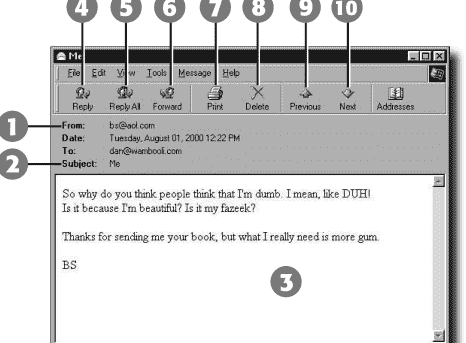 4 5 6 7 8 9 10
Me
File Edit View Tools Message Help
Reply Reply All Forward Print Delete Previous Next Addresses
1 From: bs@aol.com
Date: Tuesday, August 01, 2000 12:22 PM
To: dan@wambooli.com
2 Subject: Me
So why do you think people think that I'm dumb. I mean, like DUH!
Is it because I'm beautiful? Is it my fazeek?
Thanks for sending me your book, but what I really need is more gum.
BS
3